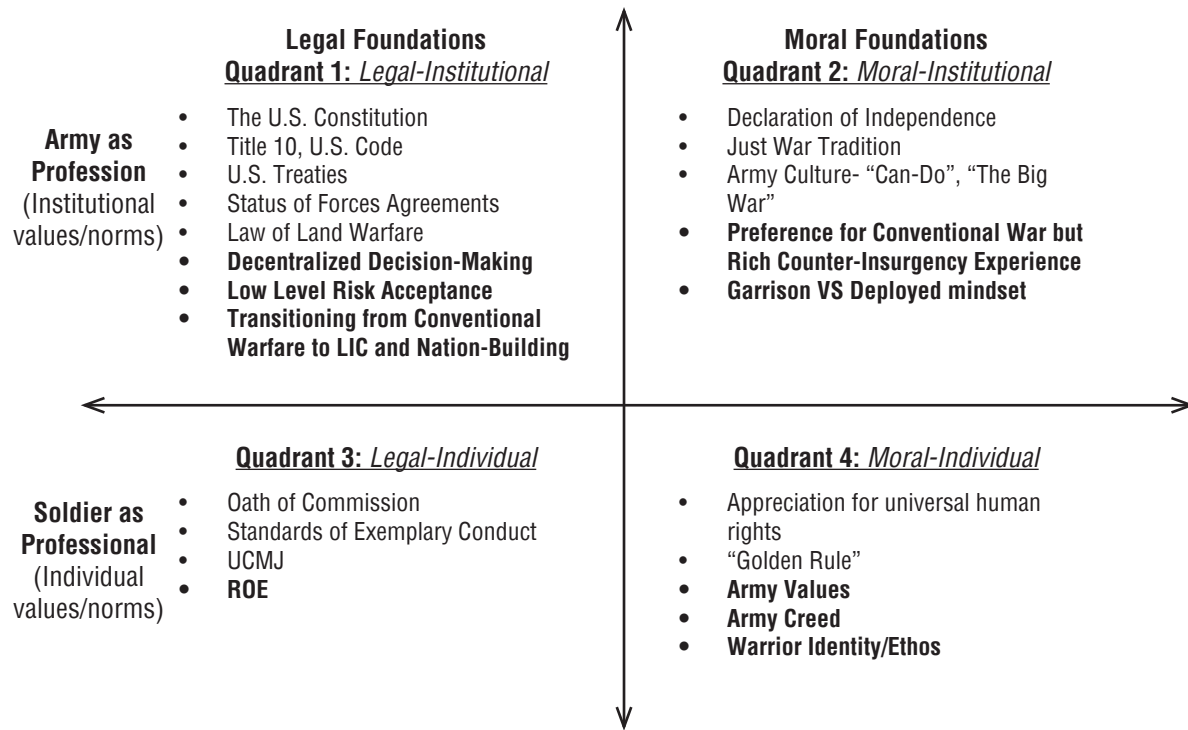 Legal Foundations
Quadrant 1: Legal-Institutional
Moral Foundations
Quadrant 2: Moral-Institutional
Army as
Profession
(Institutional
values/norms)
• The U.S. Constitution
• Title 10, U.S. Code
• U.S. Treaties
• Status of Forces Agreements
• Law of Land Warfare
• Decentralized Decision-Making
• Low Level Risk Acceptance
• Transitioning from Conventional
Warfare to LIC and Nation-Building
• Declaration of Independence
• Just War Tradition
• Army Culture- “Can-Do”, “The Big
War”
• Preference for Conventional War but
Rich Counter-Insurgency Experience
• Garrison VS Deployed mindset
Quadrant 3: Legal-Individual
Quadrant 4: Moral-Individual
Soldier as
Professional
(Individual
values/norms)
• Oath of Commission
• Standards of Exemplary Conduct
• UCMJ
• ROE
• Appreciation for universal human
rights
• “Golden Rule”
• Army Values
• Army Creed
• Warrior Identity/Ethos